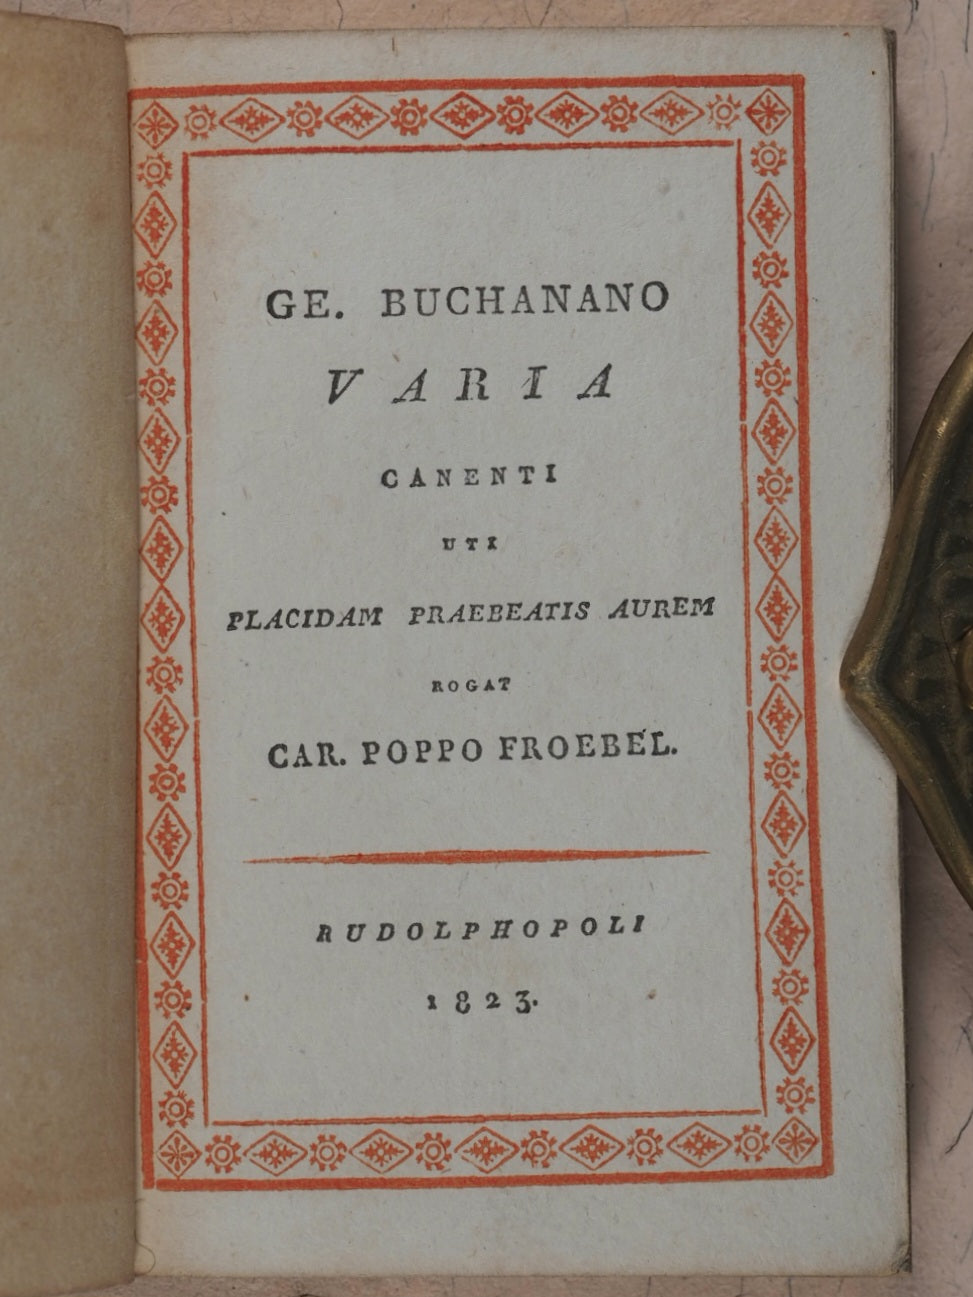 GE. BUCHANANO
VARIA
CANENTI
UTI
PLACIDAM PRAEBEATIS AUREM
ROGAT
CAR. POPPO FROEBEL.
RUDOLPHOPOLI
1823.